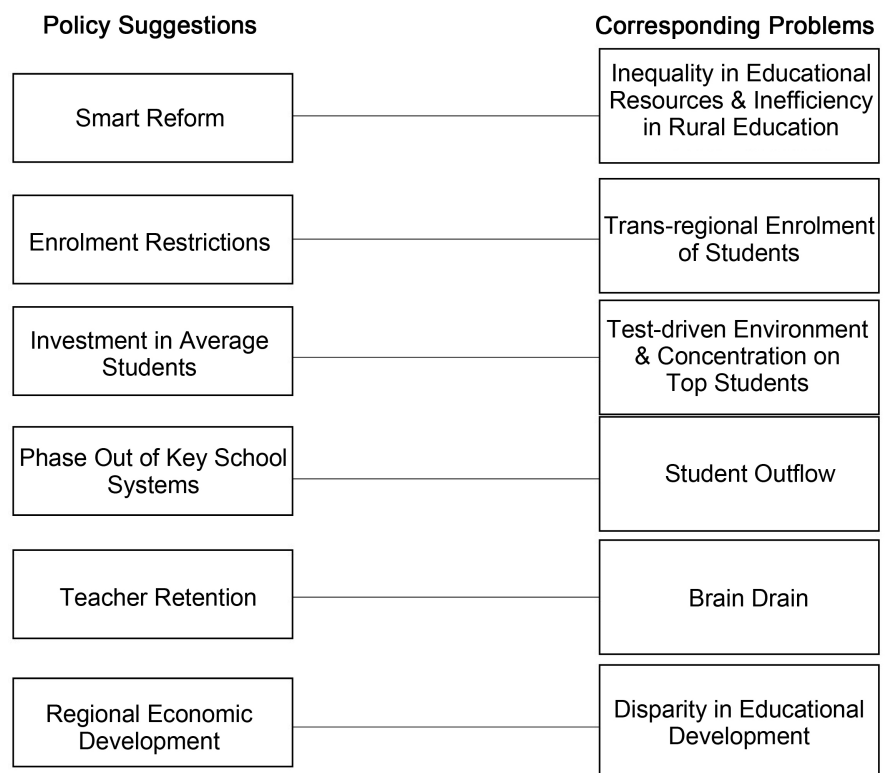 Policy Suggestions
Corresponding Problems
Smart Reform
Inequality in Educational
Resources & Inefficiency
in Rural Education
Enrolment Restrictions
Trans-regional Enrolment
of Students
Investment in Average
Students
Test-driven Environment
& Concentration on
Top Students
Phase Out of Key School
Systems
Student Outflow
Teacher Retention
Brain Drain
Regional Economic
Development
Disparity in Educational
Development